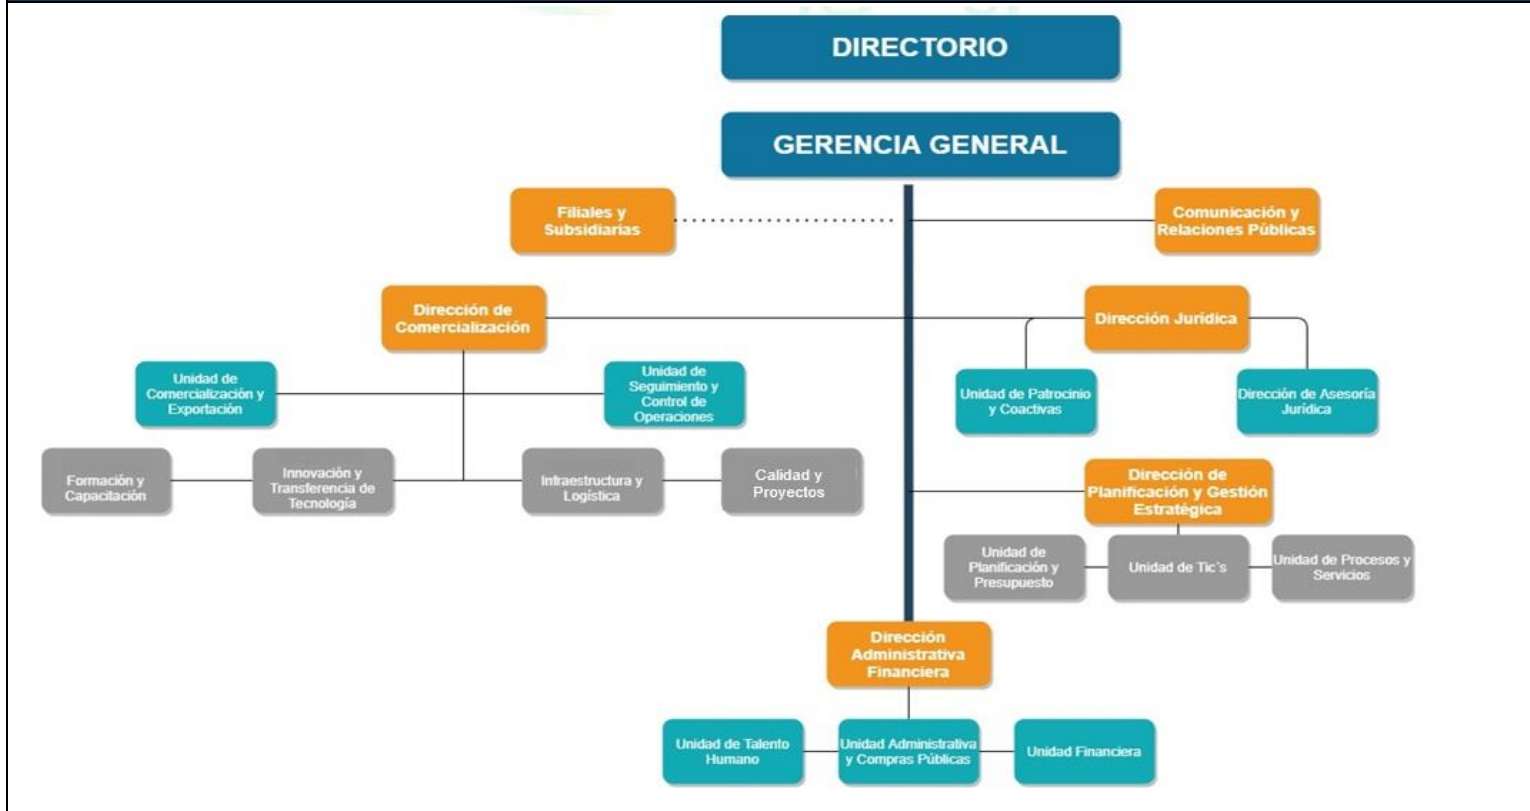 DIRECTORIO
GERENCIA GENERAL
Filiales y
Subsidiarias
Comunicación y
Relaciones Públicas
Dirección de
Comercialización
Dirección Jurídica
Unidad de
Comercialización y
Exportación
Unidad de
Seguimiento y
Control de
Operaciones
Unidad de Patrocinio
y Coactivas
Dirección de Asesoría
Jurídica
Formación y
Capacitación
Innovación y
Transferencia de
Tecnología
Infraestructura y
Logística
Calidad y
Proyectos
Dirección de
Planificación y Gestión
Estratégica
Unidad de
Planificación y
Presupuesto
Unidad de Tic´s
Unidad de Procesos y
Servicios
Dirección
Administrativa
Financiera
Unidad de Talento
Humano
Unidad Administrativa
y Compras Públicas
Unidad Financiera